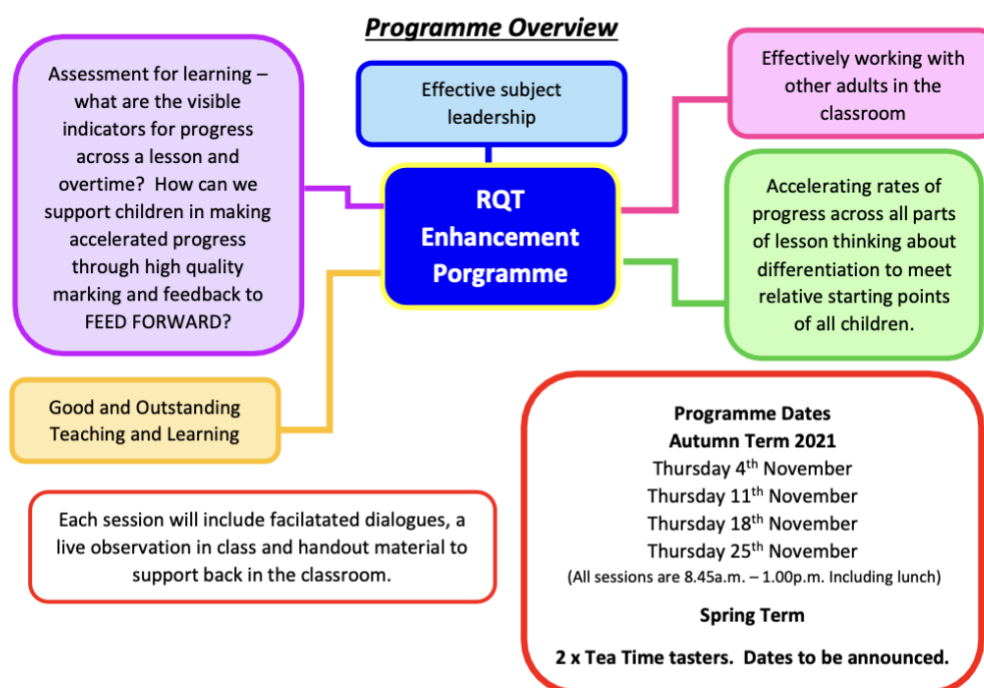 Programme Overview
Assessment for learning –
what are the visible
indicators for progress
across a lesson and
overtime? How can we
support children in making
accelerated progress
through high quality
marking and feedback to
FEED FORWARD?
Effective subject
leadership
Effectively working with
other adults in the
classroom
RQT
Enhancement
Porgramme
Accelerating rates of
progress across all parts
of lesson thinking about
differentiation to meet
relative starting points
of all children.
Good and Outstanding
Teaching and Learning
Each session will include facilatated dialogues, a
live observation in class and handout material to
support back in the classroom.
Programme Dates
Autumn Term 2021
Thursday 4th November
Thursday 11th November
Thursday 18th November
Thursday 25th November
(All sessions are 8.45a.m. – 1.00p.m. Including lunch)
Spring Term
2 x Tea Time tasters. Dates to be announced.